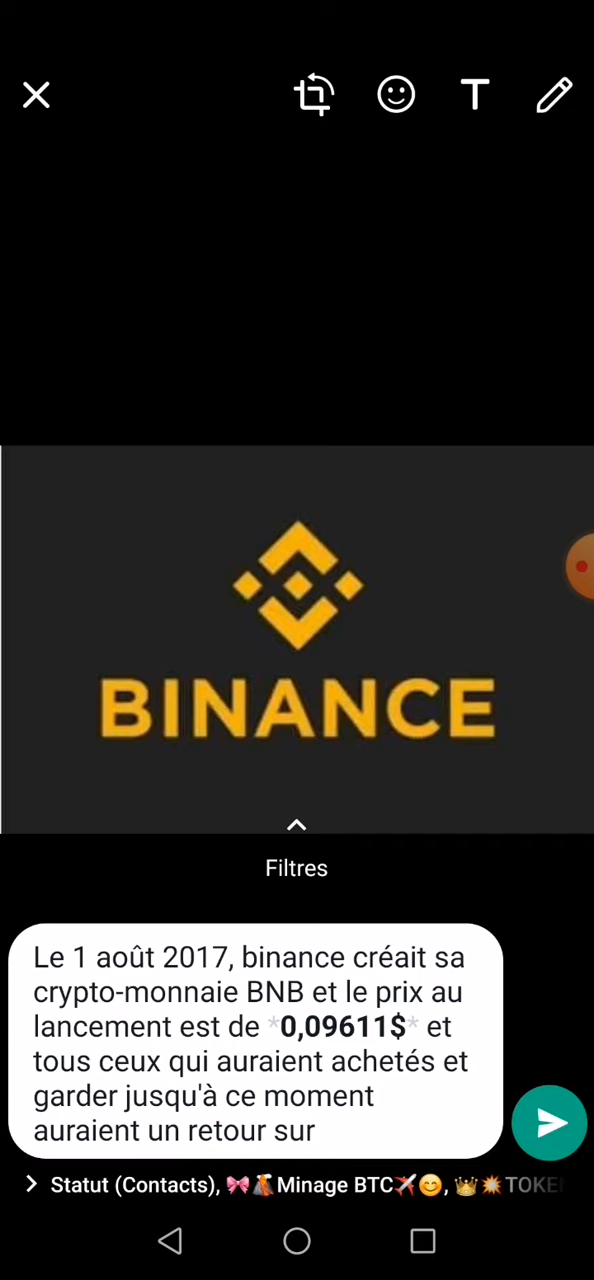 BINANCE
Filtres
Le 1 août 2017, binance créait sa
crypto-monnaie BNB et le prix au
lancement est de *0,09611$* et
tous ceux qui auraient achetés et
garder jusqu'à ce moment
auraient un retour sur
Statut (Contacts), 🎀💃Minage BTC✈️😊, 👑💥TOKE